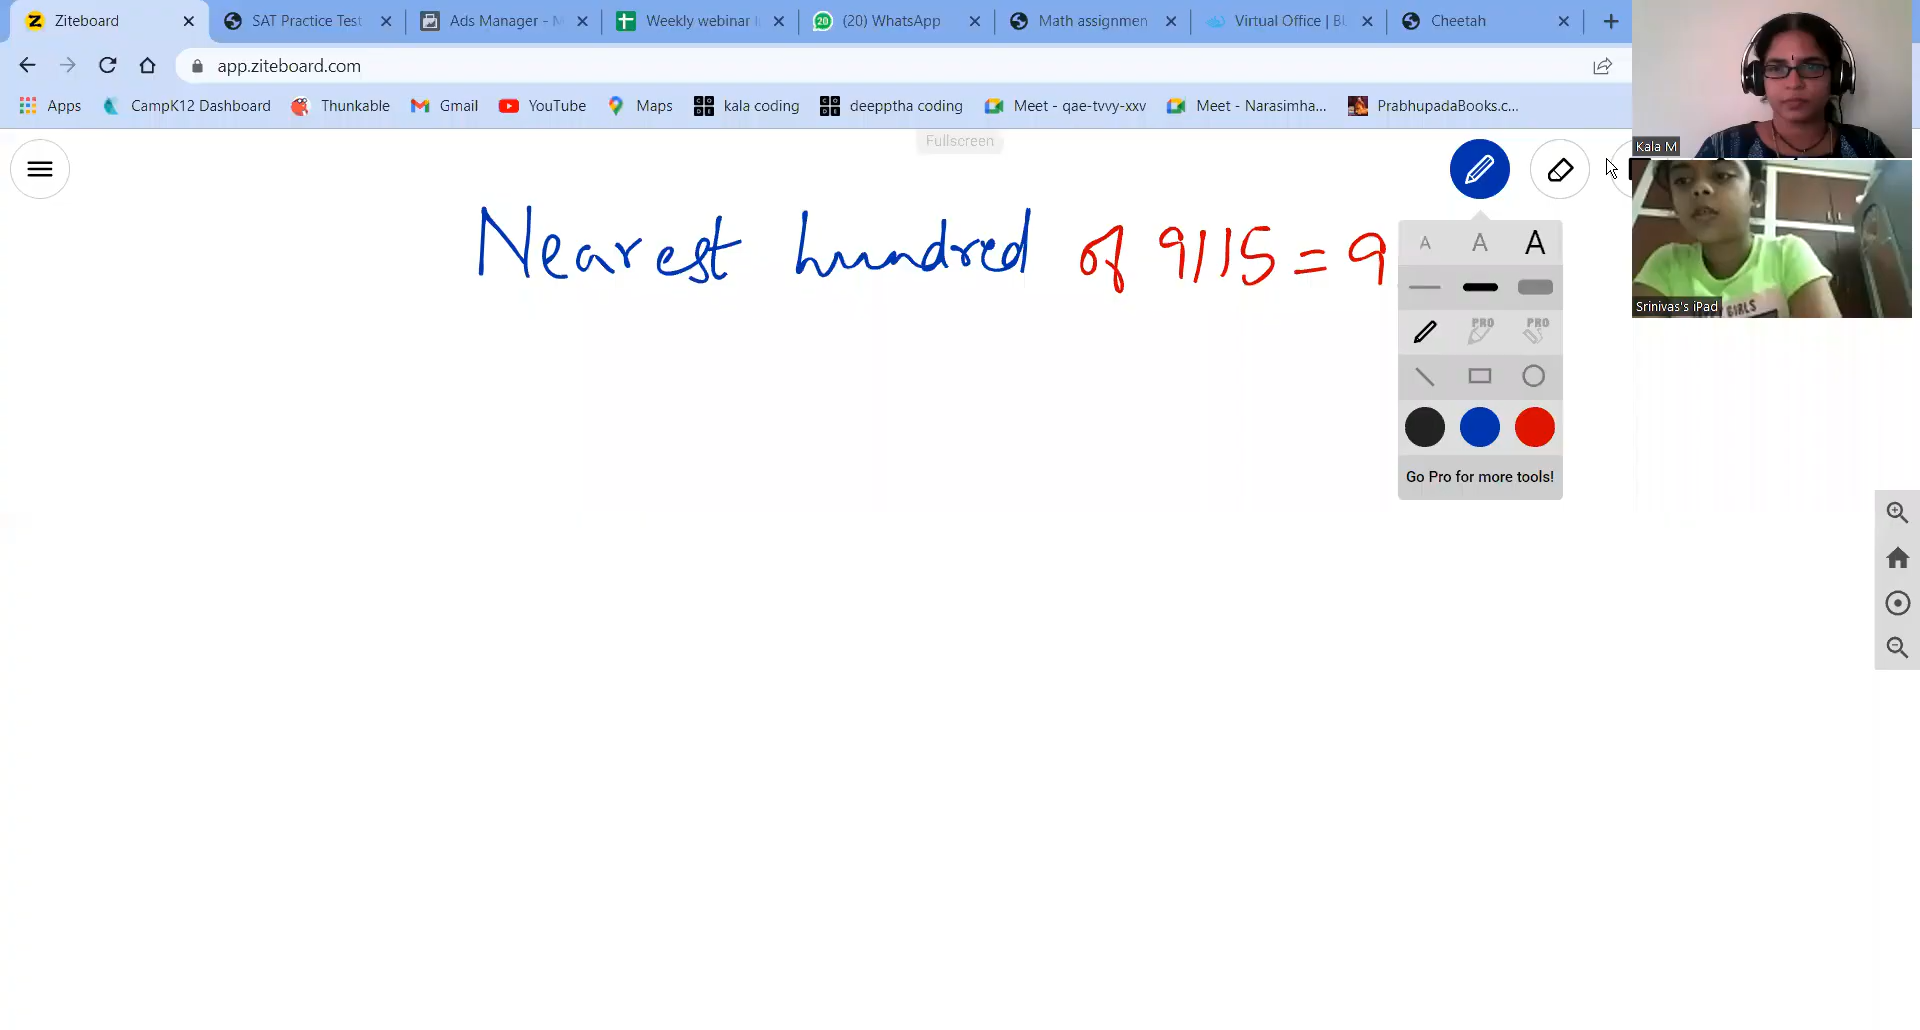 Ziteboard
SAT Practice Test
Ads Manager - M
Weekly webinar
(20) WhatsApp
Math assignmen
Virtual Office | Bu
Cheetah
app.ziteboard.com
Apps
CampK12 Dashboard
Thunkable
Gmail
YouTube
Maps
kala coding
deepptha coding
Meet - qae-tvvy-xxv
Meet - Narasimha...
PrabhupadaBooks.c...
Fullscreen
Kala M
Nearest hundred of 9115 = 9
A A A
GIRLS
Srinivas's iPad
PRO PRO
Go Pro for more tools!